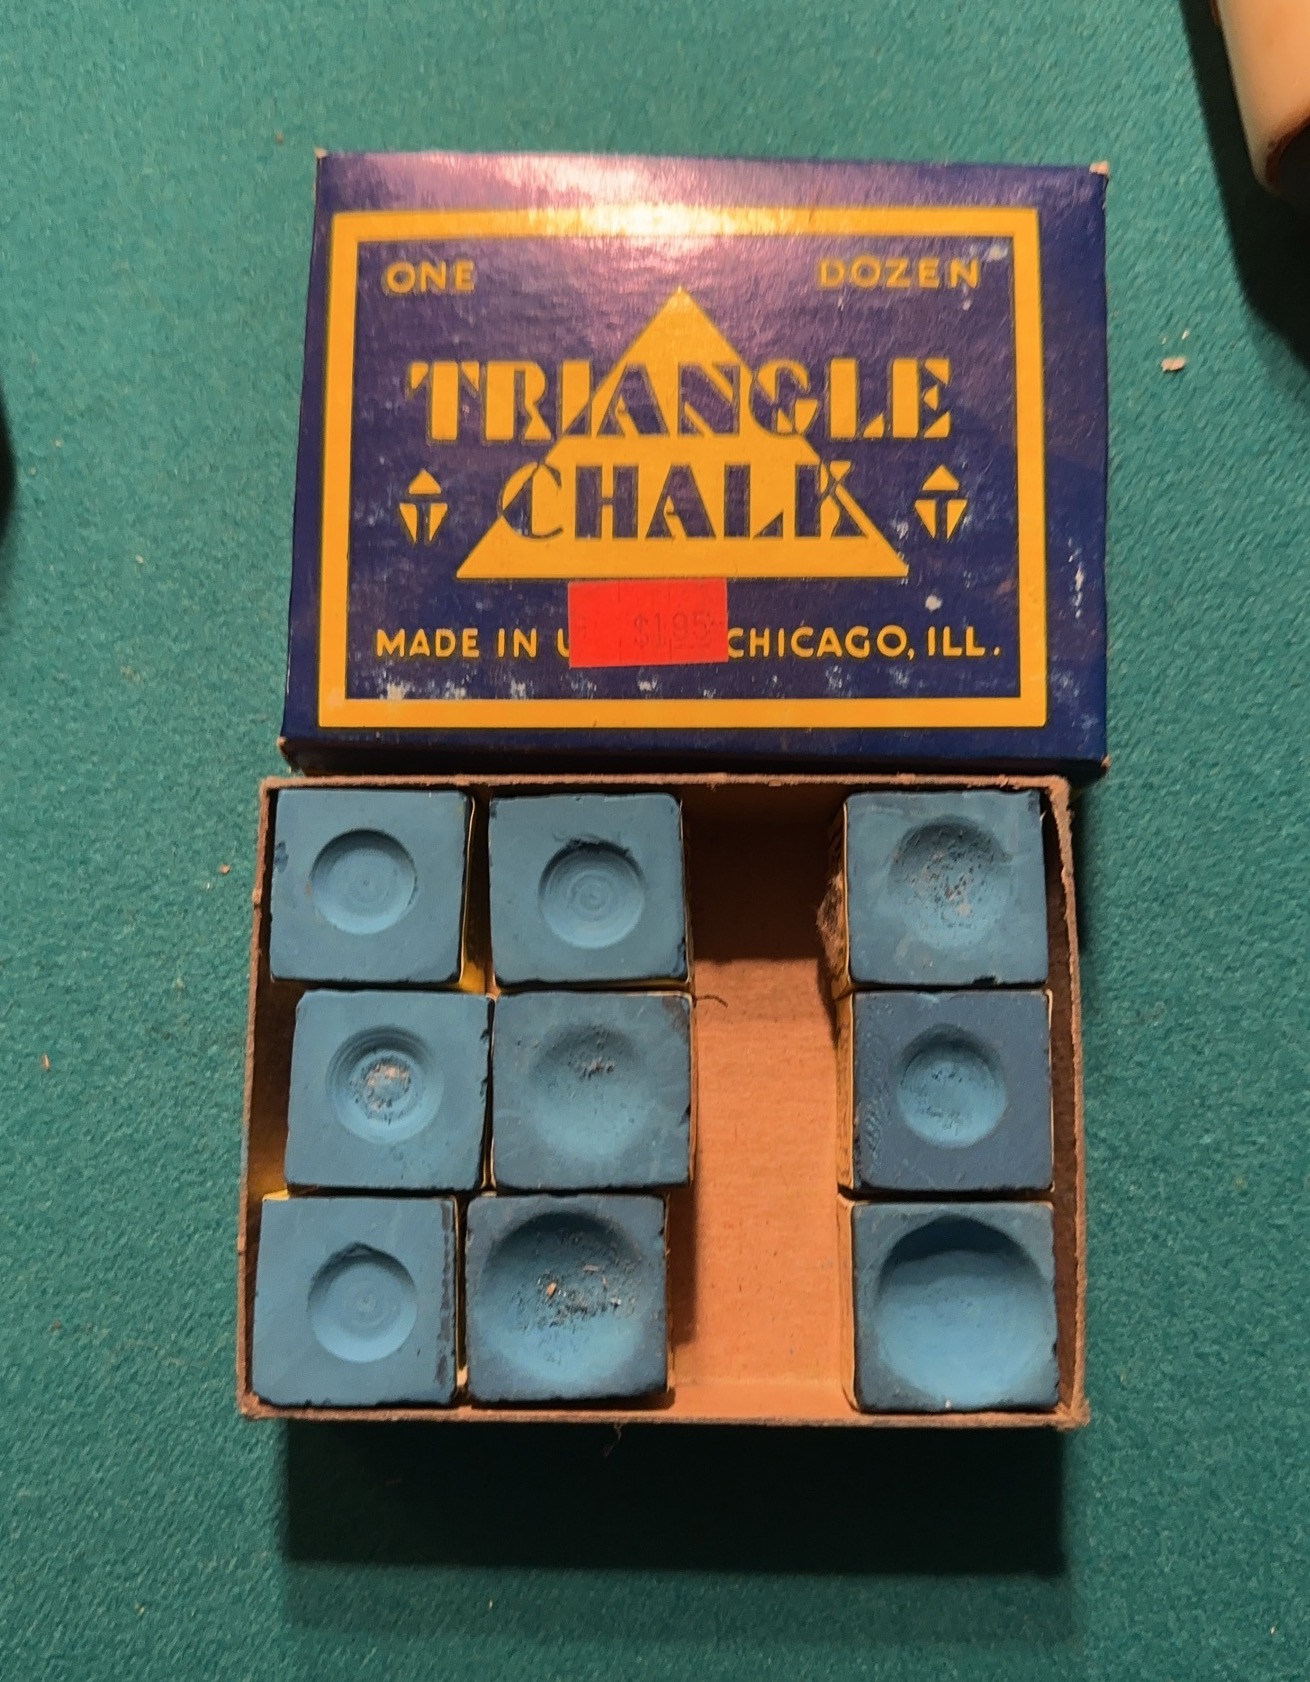 ONE DOZEN
TRIANGLE
CHALK
$1.95
MADE IN U CHICAGO, ILL.